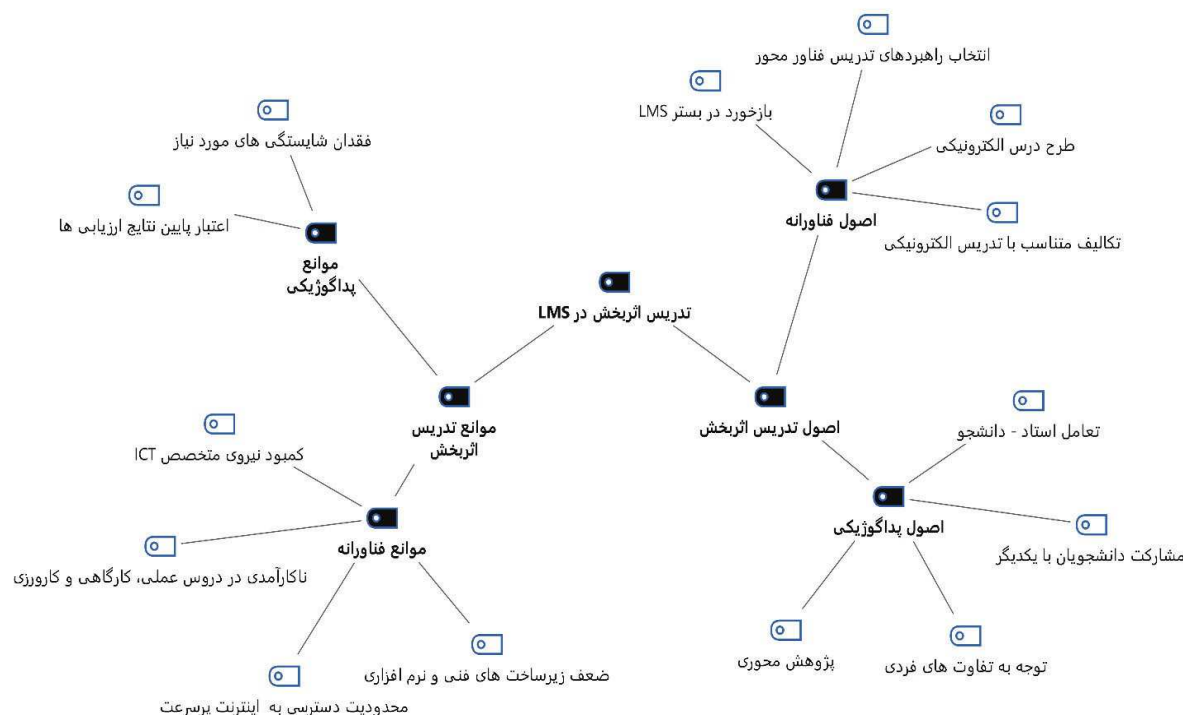 انتخاب راهبردهای تدریس فناور محور
بازخورد در بستر LMS
طرح درس الکترونیکی
فقدان شایستگی های مورد نیاز
اصول فناورانه
اعتبار پایین نتایج ارزیابی ها
تکالیف متناسب با تدریس الکترونیکی
موانع
پداگوژیکی
تدریس اثربخش در LMS
موانع تدریس
اثربخش
اصول تدریس اثربخش
تعامل استاد - دانشجو
کمبود نیروی متخصص ICT
اصول پداگوژیکی
موانع فناورانه
مشارکت دانشجویان با یکدیگر
ناکارآمدی در دروس عملی، کارگاهی و کارورزی
پژوهش محوری
توجه به تفاوت های فردی
ضعف زیرساخت های فنی و نرم افزاری
محدودیت دسترسی به اینترنت پرسرعت